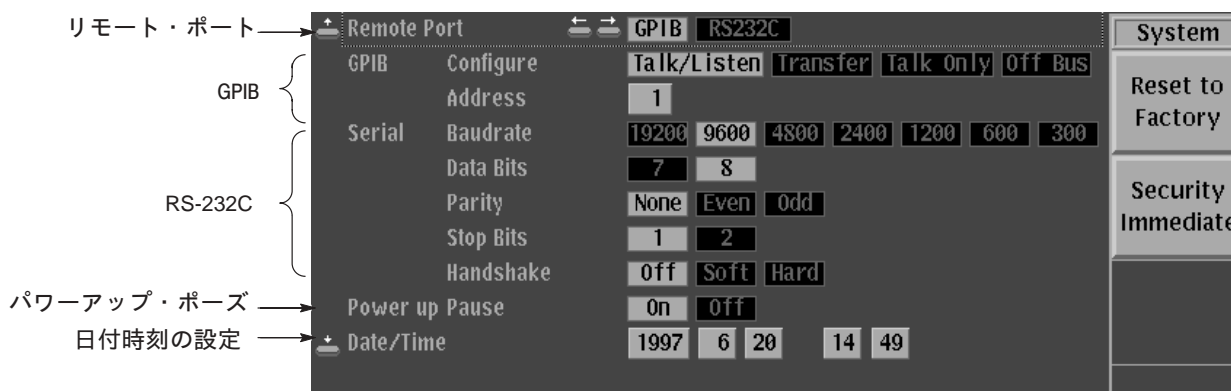 リモート・ポート Remote Port GPIB RS232C System
GPIB GPIB Configure Talk/Listen Transfer Talk Only Off Bus
Address 1
Reset to Factory
RS-232C Serial Baudrate 19200 9600 4800 2400 1200 600 300
Data Bits 7 8
Parity None Even Odd
Security Immediate
Stop Bits 1 2
Handshake Off Soft Hard
パワーアップ・ポーズ Power up Pause On Off
日付時刻の設定 Date/Time 1997 6 20 14 49